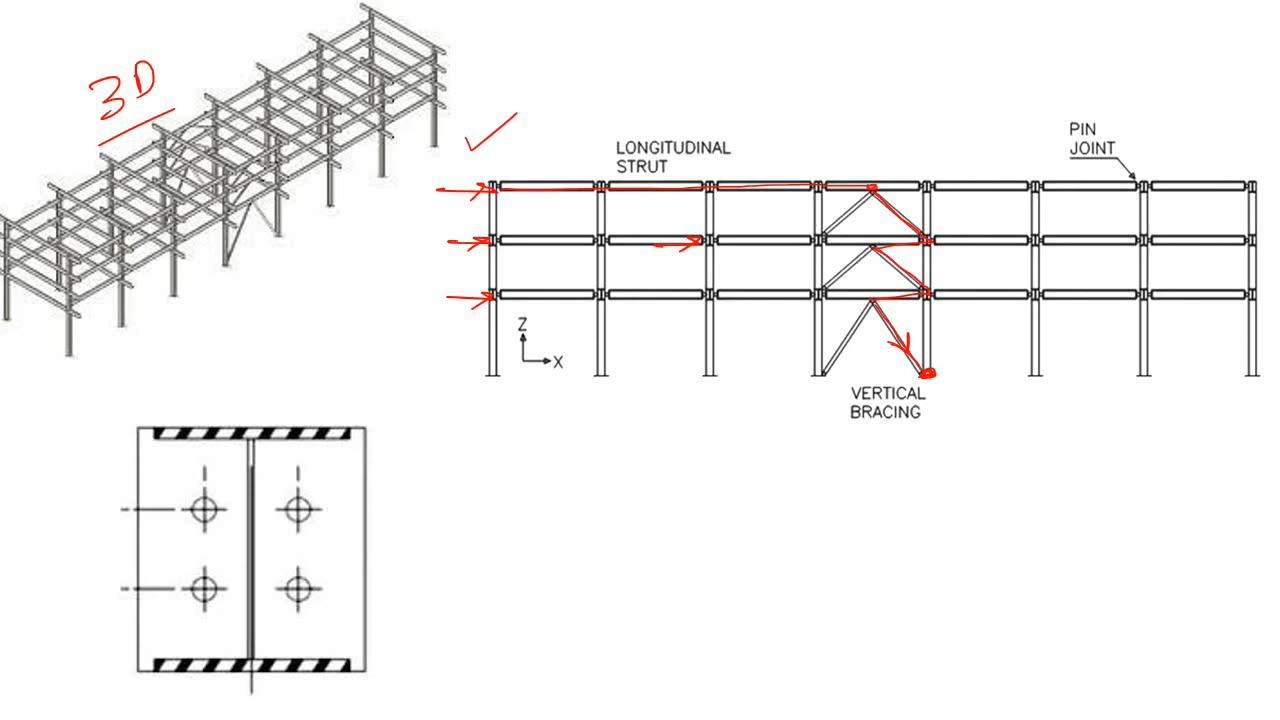 3D
LONGITUDINAL
STRUT
PIN
JOINT
Z
X
VERTICAL
BRACING